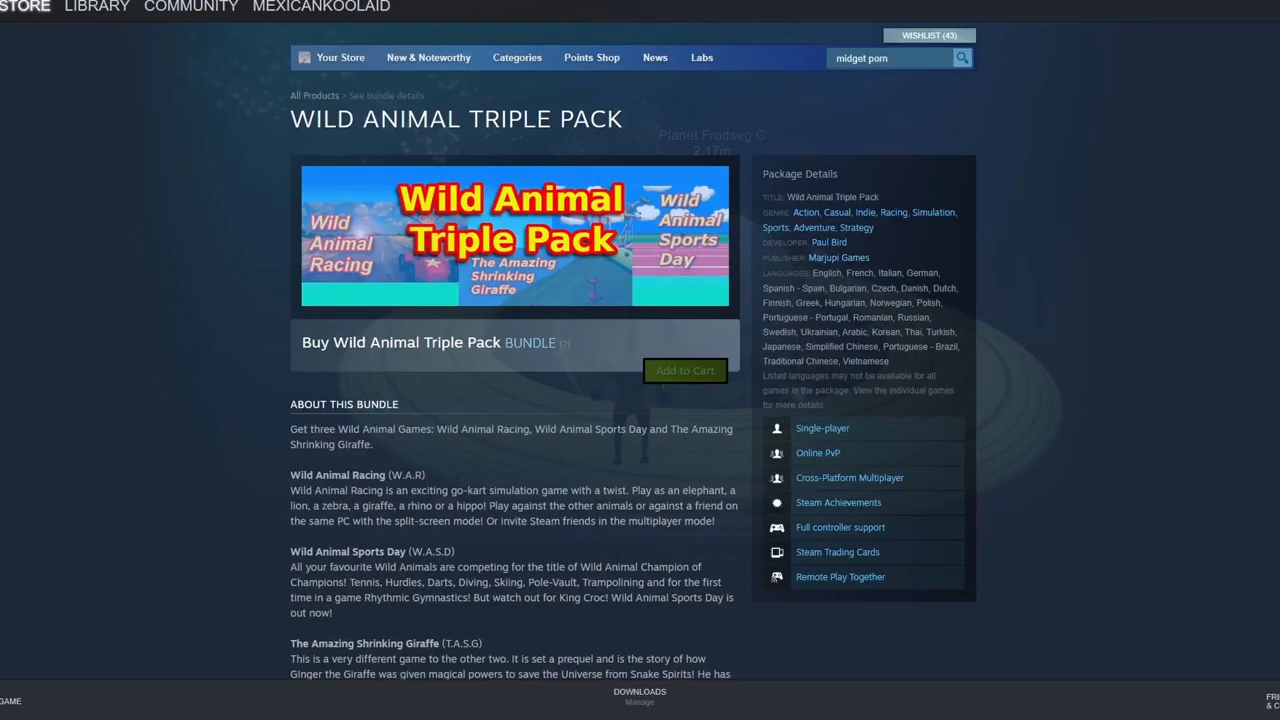 STORE LIBRARY COMMUNITY MEXICANKOOLAID
WISHLIST (43)
Your Store New & Noteworthy Categories Points Shop News Labs midget porn
All Products > See bundle details
WILD ANIMAL TRIPLE PACK
Planet Frodseg C
2.17m
Wild Animal
Triple Pack
Wild
Animal
Racing
The Amazing
Shrinking
Giraffe
Wild
Animal
Sports
Day
Buy Wild Animal Triple Pack BUNDLE (?)
Add to Cart
ABOUT THIS BUNDLE
Get three Wild Animal Games: Wild Animal Racing, Wild Animal Sports Day and The Amazing
Shrinking Giraffe.
Wild Animal Racing (W.A.R)
Wild Animal Racing is an exciting go-kart simulation game with a twist. Play as an elephant, a
lion, a zebra, a giraffe, a rhino or a hippo! Play against the other animals or against a friend on
the same PC with the split-screen mode! Or invite Steam friends in the multiplayer mode!
Wild Animal Sports Day (W.A.S.D)
All your favourite Wild Animals are competing for the title of Wild Animal Champion of
Champions! Tennis, Hurdles, Darts, Diving, Skiing, Pole-Vault, Trampolining and for the first
time in a game Rhythmic Gymnastics! But watch out for King Croc! Wild Animal Sports Day is
out now!
The Amazing Shrinking Giraffe (T.A.S.G)
This is a very different game to the other two. It is set a prequel and is the story of how
Ginger the Giraffe was given magical powers to save the Universe from Snake Spirits! He has
Package Details
TITLE: Wild Animal Triple Pack
GENRE: Action, Casual, Indie, Racing, Simulation,
Sports, Adventure, Strategy
DEVELOPER: Paul Bird
PUBLISHER: Marjupi Games
LANGUAGES: English, French, Italian, German,
Spanish - Spain, Bulgarian, Czech, Danish, Dutch,
Finnish, Greek, Hungarian, Norwegian, Polish,
Portuguese - Portugal, Romanian, Russian,
Swedish, Ukrainian, Arabic, Korean, Thai, Turkish,
Japanese, Simplified Chinese, Portuguese - Brazil,
Traditional Chinese, Vietnamese
Listed languages may not be available for all
games in the package. View the individual games
for more details.
Single-player
Online PvP
Cross-Platform Multiplayer
Steam Achievements
Full controller support
Steam Trading Cards
Remote Play Together
GAME
DOWNLOADS
Manage
FRI
& C